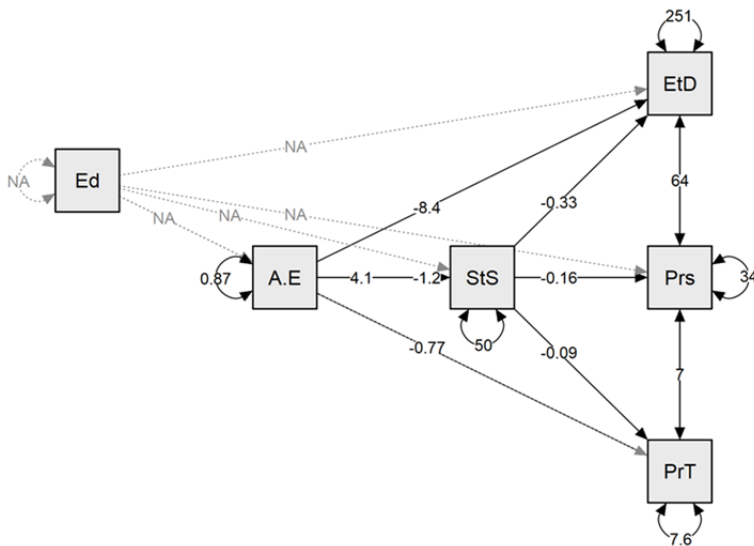 251
EtD
NA
NA
Ed
-8.4
-0.33
64
NA
NA
NA
0.87
A.E
4.1
-1.2
StS
-0.16
Prs
34
50
-0.77
-0.09
7
PrT
7.6